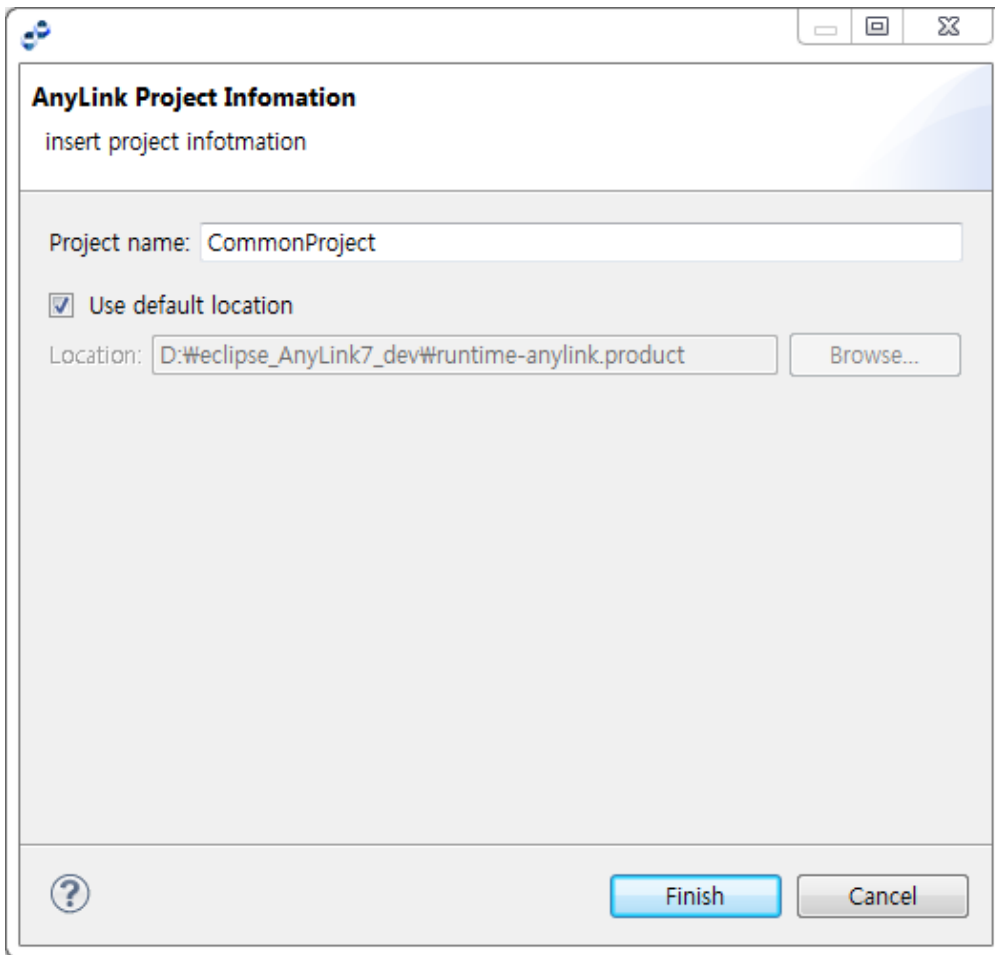 AnyLink Project Infomation
insert project infotmation
Project name: CommonProject
Use default location
Location: D:₩eclipse_AnyLink7_dev₩runtime-anylink.product Browse...
? Finish Cancel